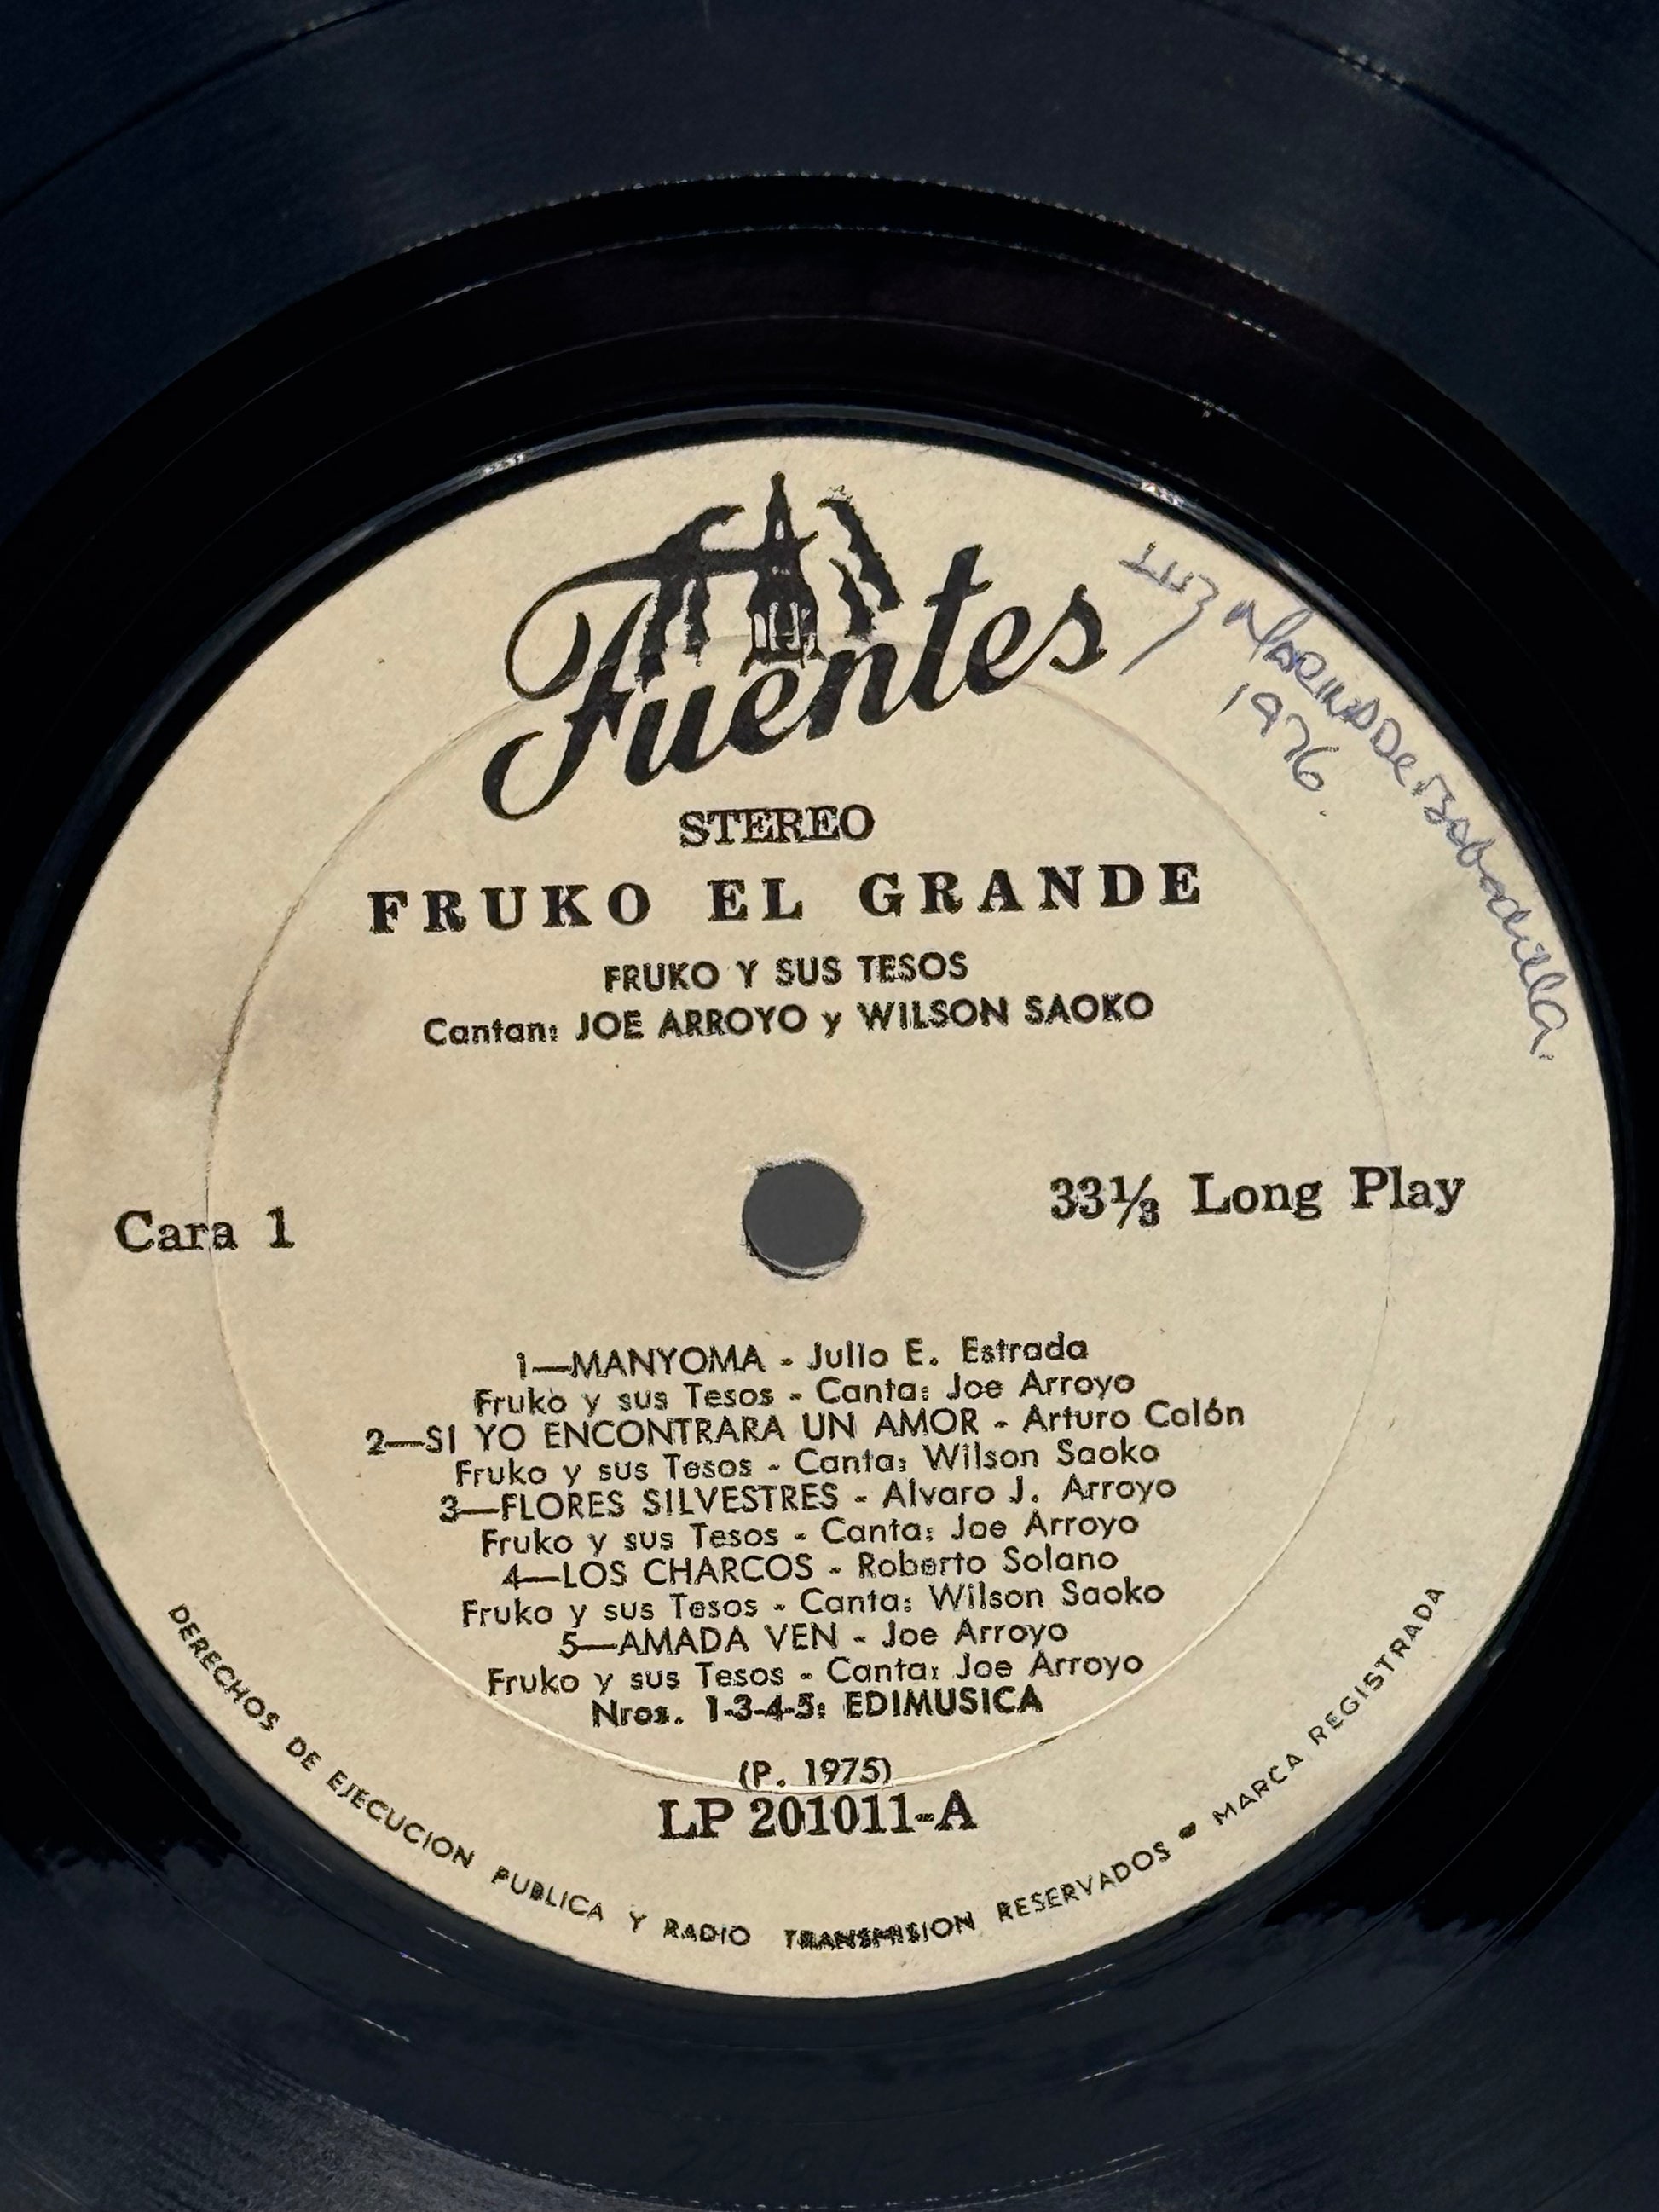 Fuentes
Luz Marina de Bobadilla.
1976.
STEREO
FRUKO EL GRANDE
FRUKO Y SUS TESOS
Cantan: JOE ARROYO y WILSON SAOKO
Cara 1
33⅓ Long Play
1—MANYOMA - Julio E. Estrada
Fruko y sus Tesos - Canta: Joe Arroyo
2—SI YO ENCONTRARA UN AMOR - Arturo Colón
Fruko y sus Tesos - Canta: Wilson Saoko
3—FLORES SILVESTRES - Alvaro J. Arroyo
Fruko y sus Tesos - Canta: Joe Arroyo
4—LOS CHARCOS - Roberto Solano
Fruko y sus Tesos - Canta: Wilson Saoko
5—AMADA VEN - Joe Arroyo
Fruko y sus Tesos - Canta: Joe Arroyo
Nros. 1-3-4-5: EDIMUSICA
(P. 1975)
LP 201011-A
DERECHOS DE EJECUCION PUBLICA Y RADIO TRANSMISION RESERVADOS - MARCA REGISTRADA